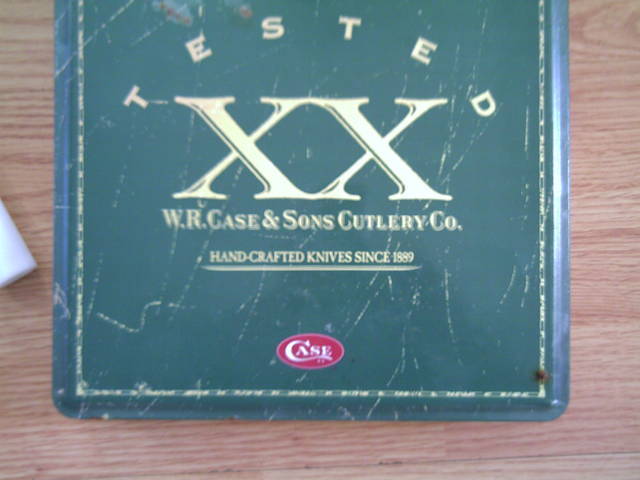 TESTED
XX
W.R. CASE & SONS CUTLERY CO.
HAND-CRAFTED KNIVES SINCE 1889
CASE